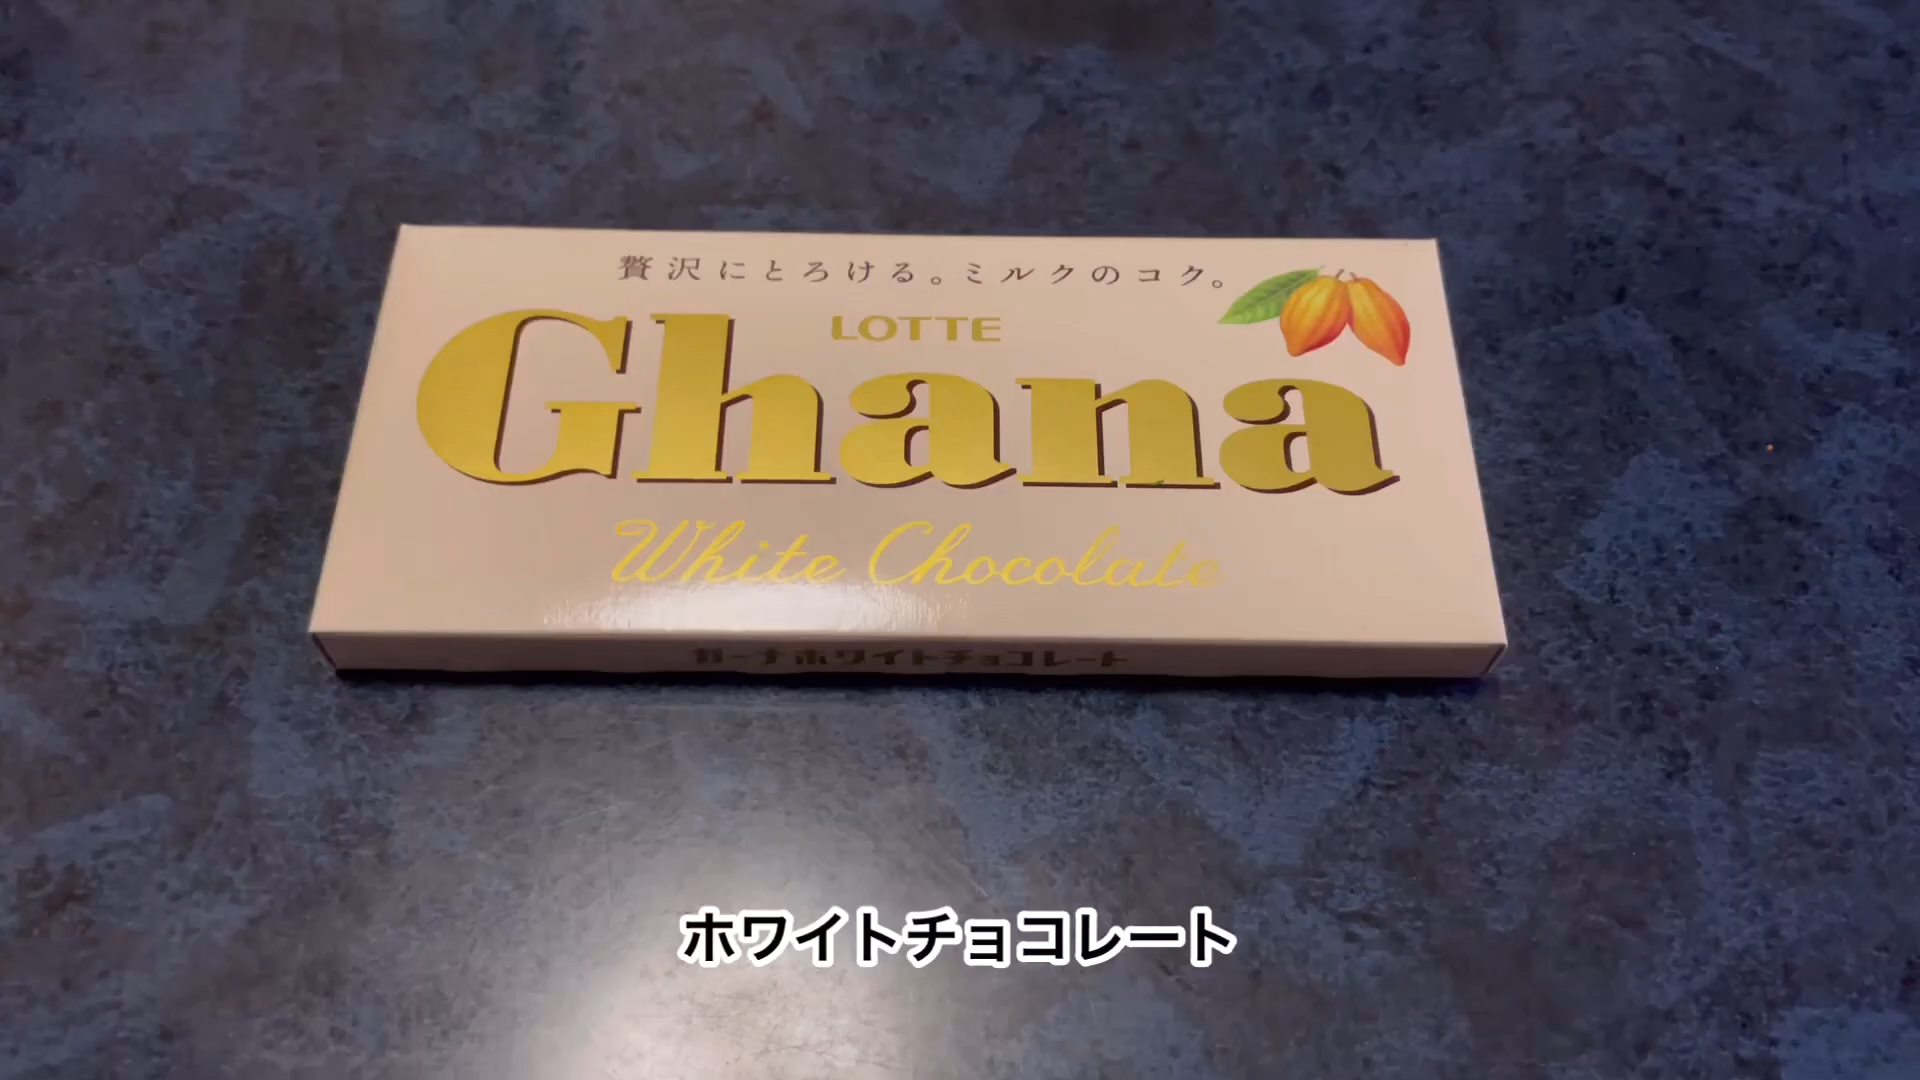 贅沢にとろける。ミルクのコク。
LOTTE
Ghana
White Chocolate
ガーナホワイトチョコレート
ホワイトチョコレート